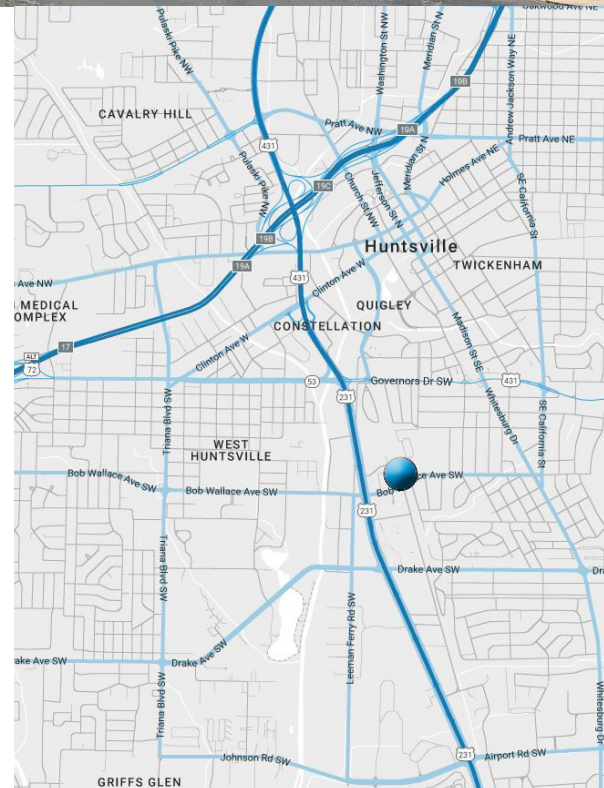 Oakwood Ave NE
Pulaski Pike NW
Washington St NW
Meridian St N
Andrew Jackson Way NE
19B
CAVALRY HILL
Pratt Ave NW
19A
Pratt Ave NE
431
Pulaski Pike NW
19C
Church St NW
Jefferson St N
Meridian St N
Holmes Ave NE
SE California St
19B
Huntsville
19A
TWICKENHAM
Ave NW
431
Clinton Ave W
MEDICAL
OMPLEX
QUIGLEY
CONSTELLATION
Madison St SE
17
ALT
72
Clinton Ave W
53
Governors Dr SW
431
231
Triana Blvd SW
Whitesburg Dr
SE California St
WEST
HUNTSVILLE
Bob Wallace Ave SW
Bob Wallace Ave SW
Bob
ce Ave SW
231
Triana Blvd SW
Drake Ave SW
Dr
Leeman Ferry Rd SW
ake Ave SW
Drake Ave SW
Triana Blvd SW
Whitesburg Dr
Johnson Rd SW
231
Airport Rd SW
GRIFFS GLEN